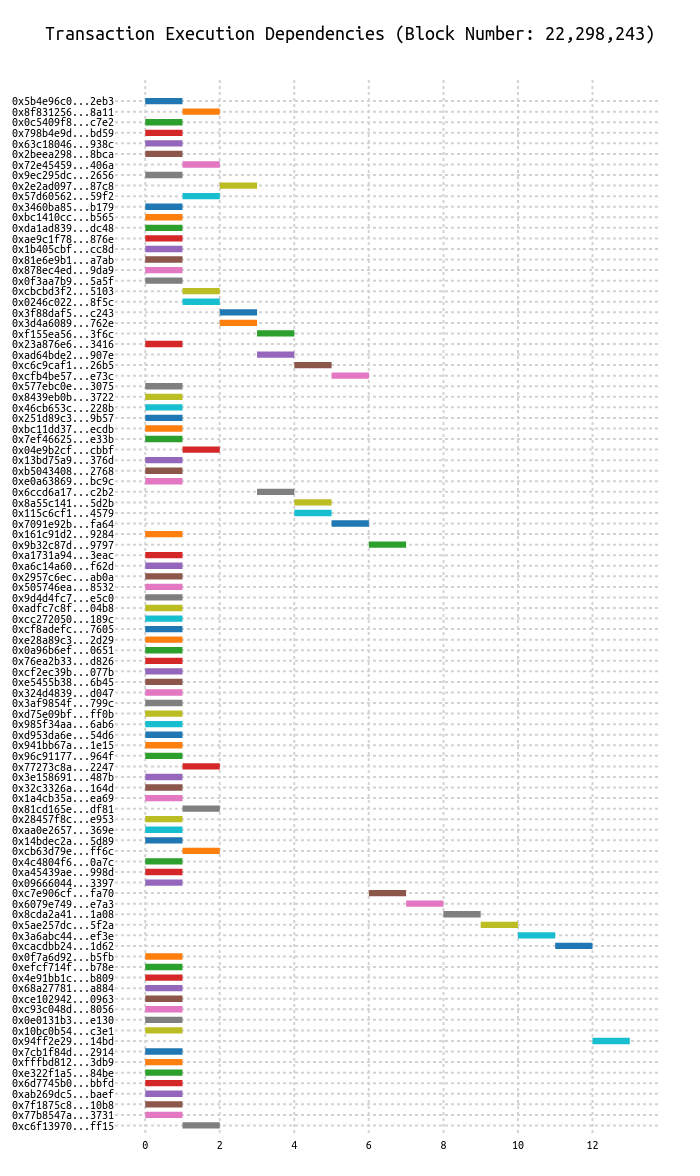 Transaction Execution Dependencies (Block Number: 22,298,243)
0x5b4e96c0...2eb3
0x8f831256...8a11
0x0c5409f8...c7e2
0x798b4e9d...bd59
0x63c18046...938c
0x2beea298...8bca
0x72e45459...406a
0x9ec295dc...2656
0x2e2ad097...87c8
0x57d60562...59f2
0x3460ba85...b179
0xbc1410cc...b565
0xda1ad839...dc48
0xae9c1f78...876e
0x1b405cbf...cc8d
0x81e6e9b1...a7ab
0x878ec4ed...9da9
0x0f3aa7b9...5a5f
0xcbcbd3f2...5103
0x0246c022...8f5c
0x3f88daf5...c243
0x3d4a6089...762e
0xf155ea56...3f6c
0x23a876e6...3416
0xad64bde2...907e
0xc6c9caf1...26b5
0xcfb4be57...e73c
0x577ebc0e...3075
0x8439eb0b...3722
0x46cb653c...228b
0x251d89c3...9b57
0xbc11dd37...ecdb
0x7ef46625...e33b
0x04e9b2cf...cbbf
0x13bd75a9...376d
0xb5043408...2768
0xe0a63869...bc9c
0x6ccd6a17...c2b2
0x8a55c141...5d2b
0x115c6cf1...4579
0x7091e92b...fa64
0x161c91d2...9284
0x9b32c87d...9797
0xa1731a94...3eac
0xa6c14a60...f62d
0x2957c6ec...ab0a
0x505746ea...8532
0x9d4d4fc7...e5c0
0xadfc7c8f...04b8
0xcc272050...189c
0xcf8adefc...7605
0xe28a89c3...2d29
0x0a96b6ef...0651
0x76ea2b33...d826
0xcf2ec39b...077b
0xe5455b38...6b45
0x324d4839...d047
0x3af9854f...799c
0xd75e09bf...ff0b
0x985f34aa...6ab6
0xd953da6e...54d6
0x941bb67a...1e15
0x96c91177...964f
0x77273c8a...2247
0x3e158691...487b
0x32c3326a...164d
0x1a4cb35a...ea69
0x81cd165e...df81
0x28457f8c...e953
0xaa0e2657...369e
0x14bdec2a...5d89
0xcb63d79e...ff6c
0x4c4804f6...0a7c
0xa45439ae...998d
0x09666044...3397
0xc7e906cf...fa70
0x6079e749...e7a3
0x8cda2a41...1a08
0x5ae257dc...5f2a
0x3a6abc44...ef3e
0xcacdbb24...1d62
0x0f7a6d92...b5fb
0xefcf714f...b78e
0x4e91bb1c...b809
0x68a27781...a884
0xce102942...0963
0xc93c048d...8056
0x0e0131b3...e130
0x10bc0b54...c3e1
0x94ff2e29...14bd
0x7cb1f84d...2914
0xfffbd812...3db9
0xe322f1a5...84be
0x6d7745b0...bbfd
0xab269dc5...baef
0x7f1875c8...10b8
0x77b8547a...3731
0xc6f13970...ff15
0 2 4 6 8 10 12